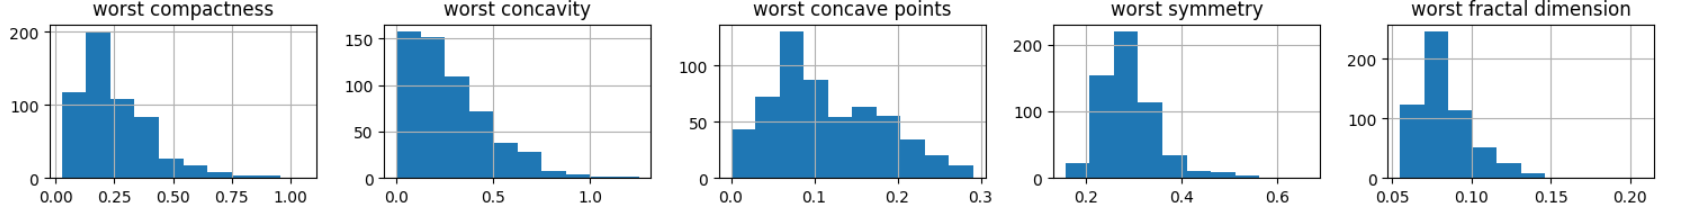 worst compactness
200
100
0
0.00 0.25 0.50 0.75 1.00
worst concavity
150
100
50
0
0.0 0.5 1.0
worst concave points
100
50
0
0.0 0.1 0.2 0.3
worst symmetry
200
100
0
0.2 0.4 0.6
worst fractal dimension
200
100
0
0.05 0.10 0.15 0.20